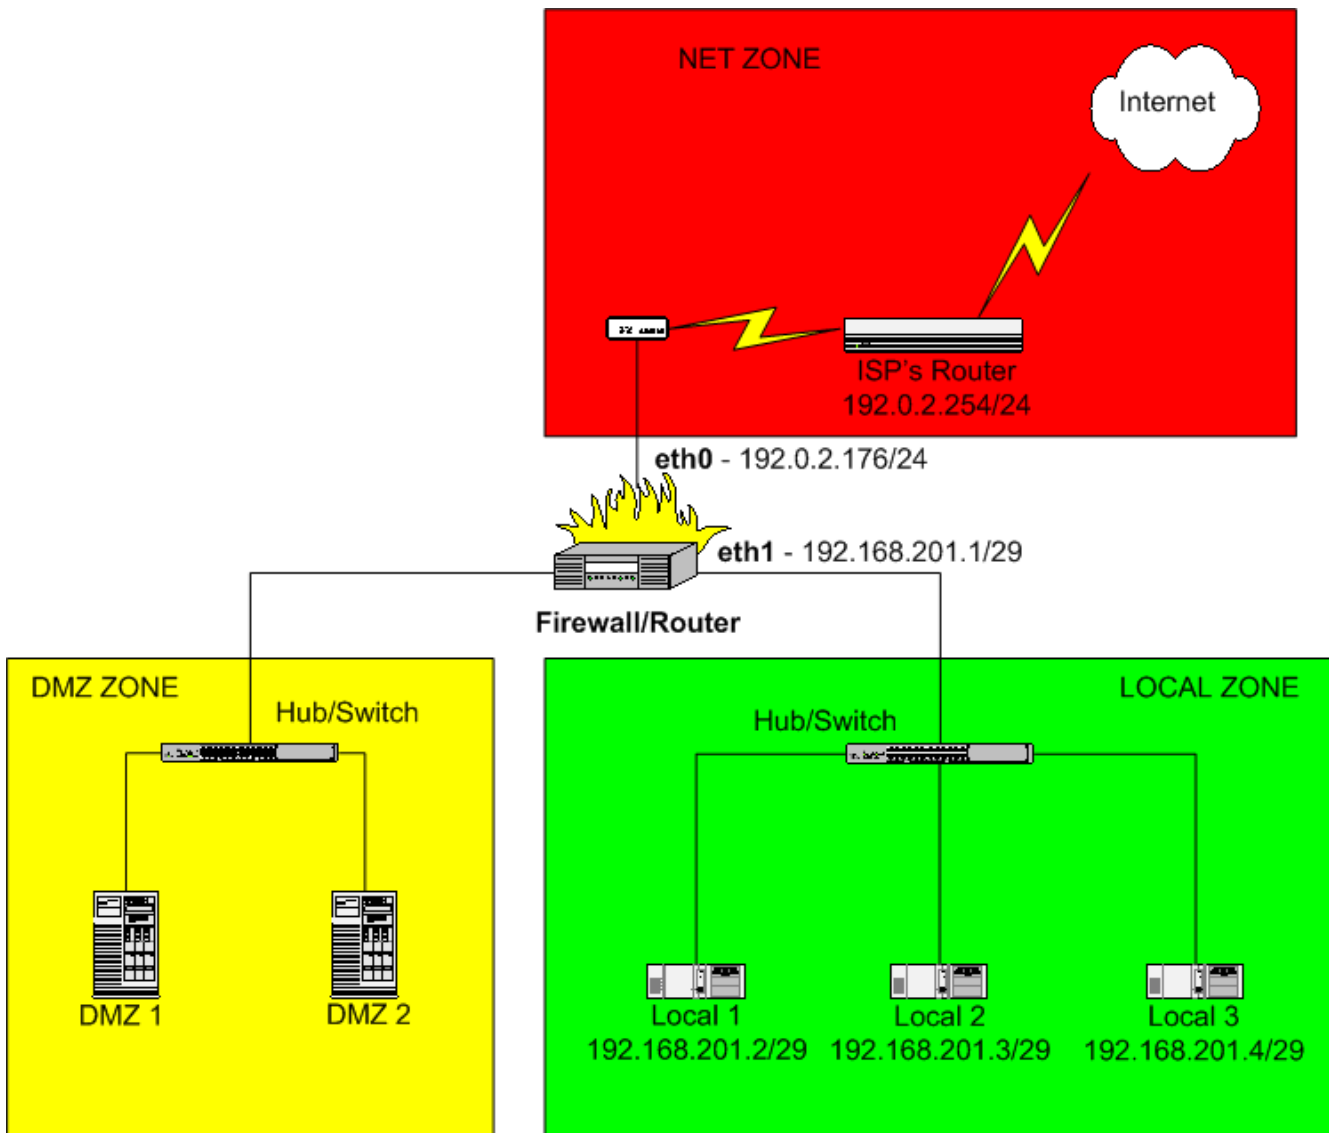 NET ZONE
Internet
ISP's Router
192.0.2.254/24
eth0 - 192.0.2.176/24
eth1 - 192.168.201.1/29
Firewall/Router
DMZ ZONE
Hub/Switch
DMZ 1
DMZ 2
LOCAL ZONE
Hub/Switch
Local 1
192.168.201.2/29
Local 2
192.168.201.3/29
Local 3
192.168.201.4/29